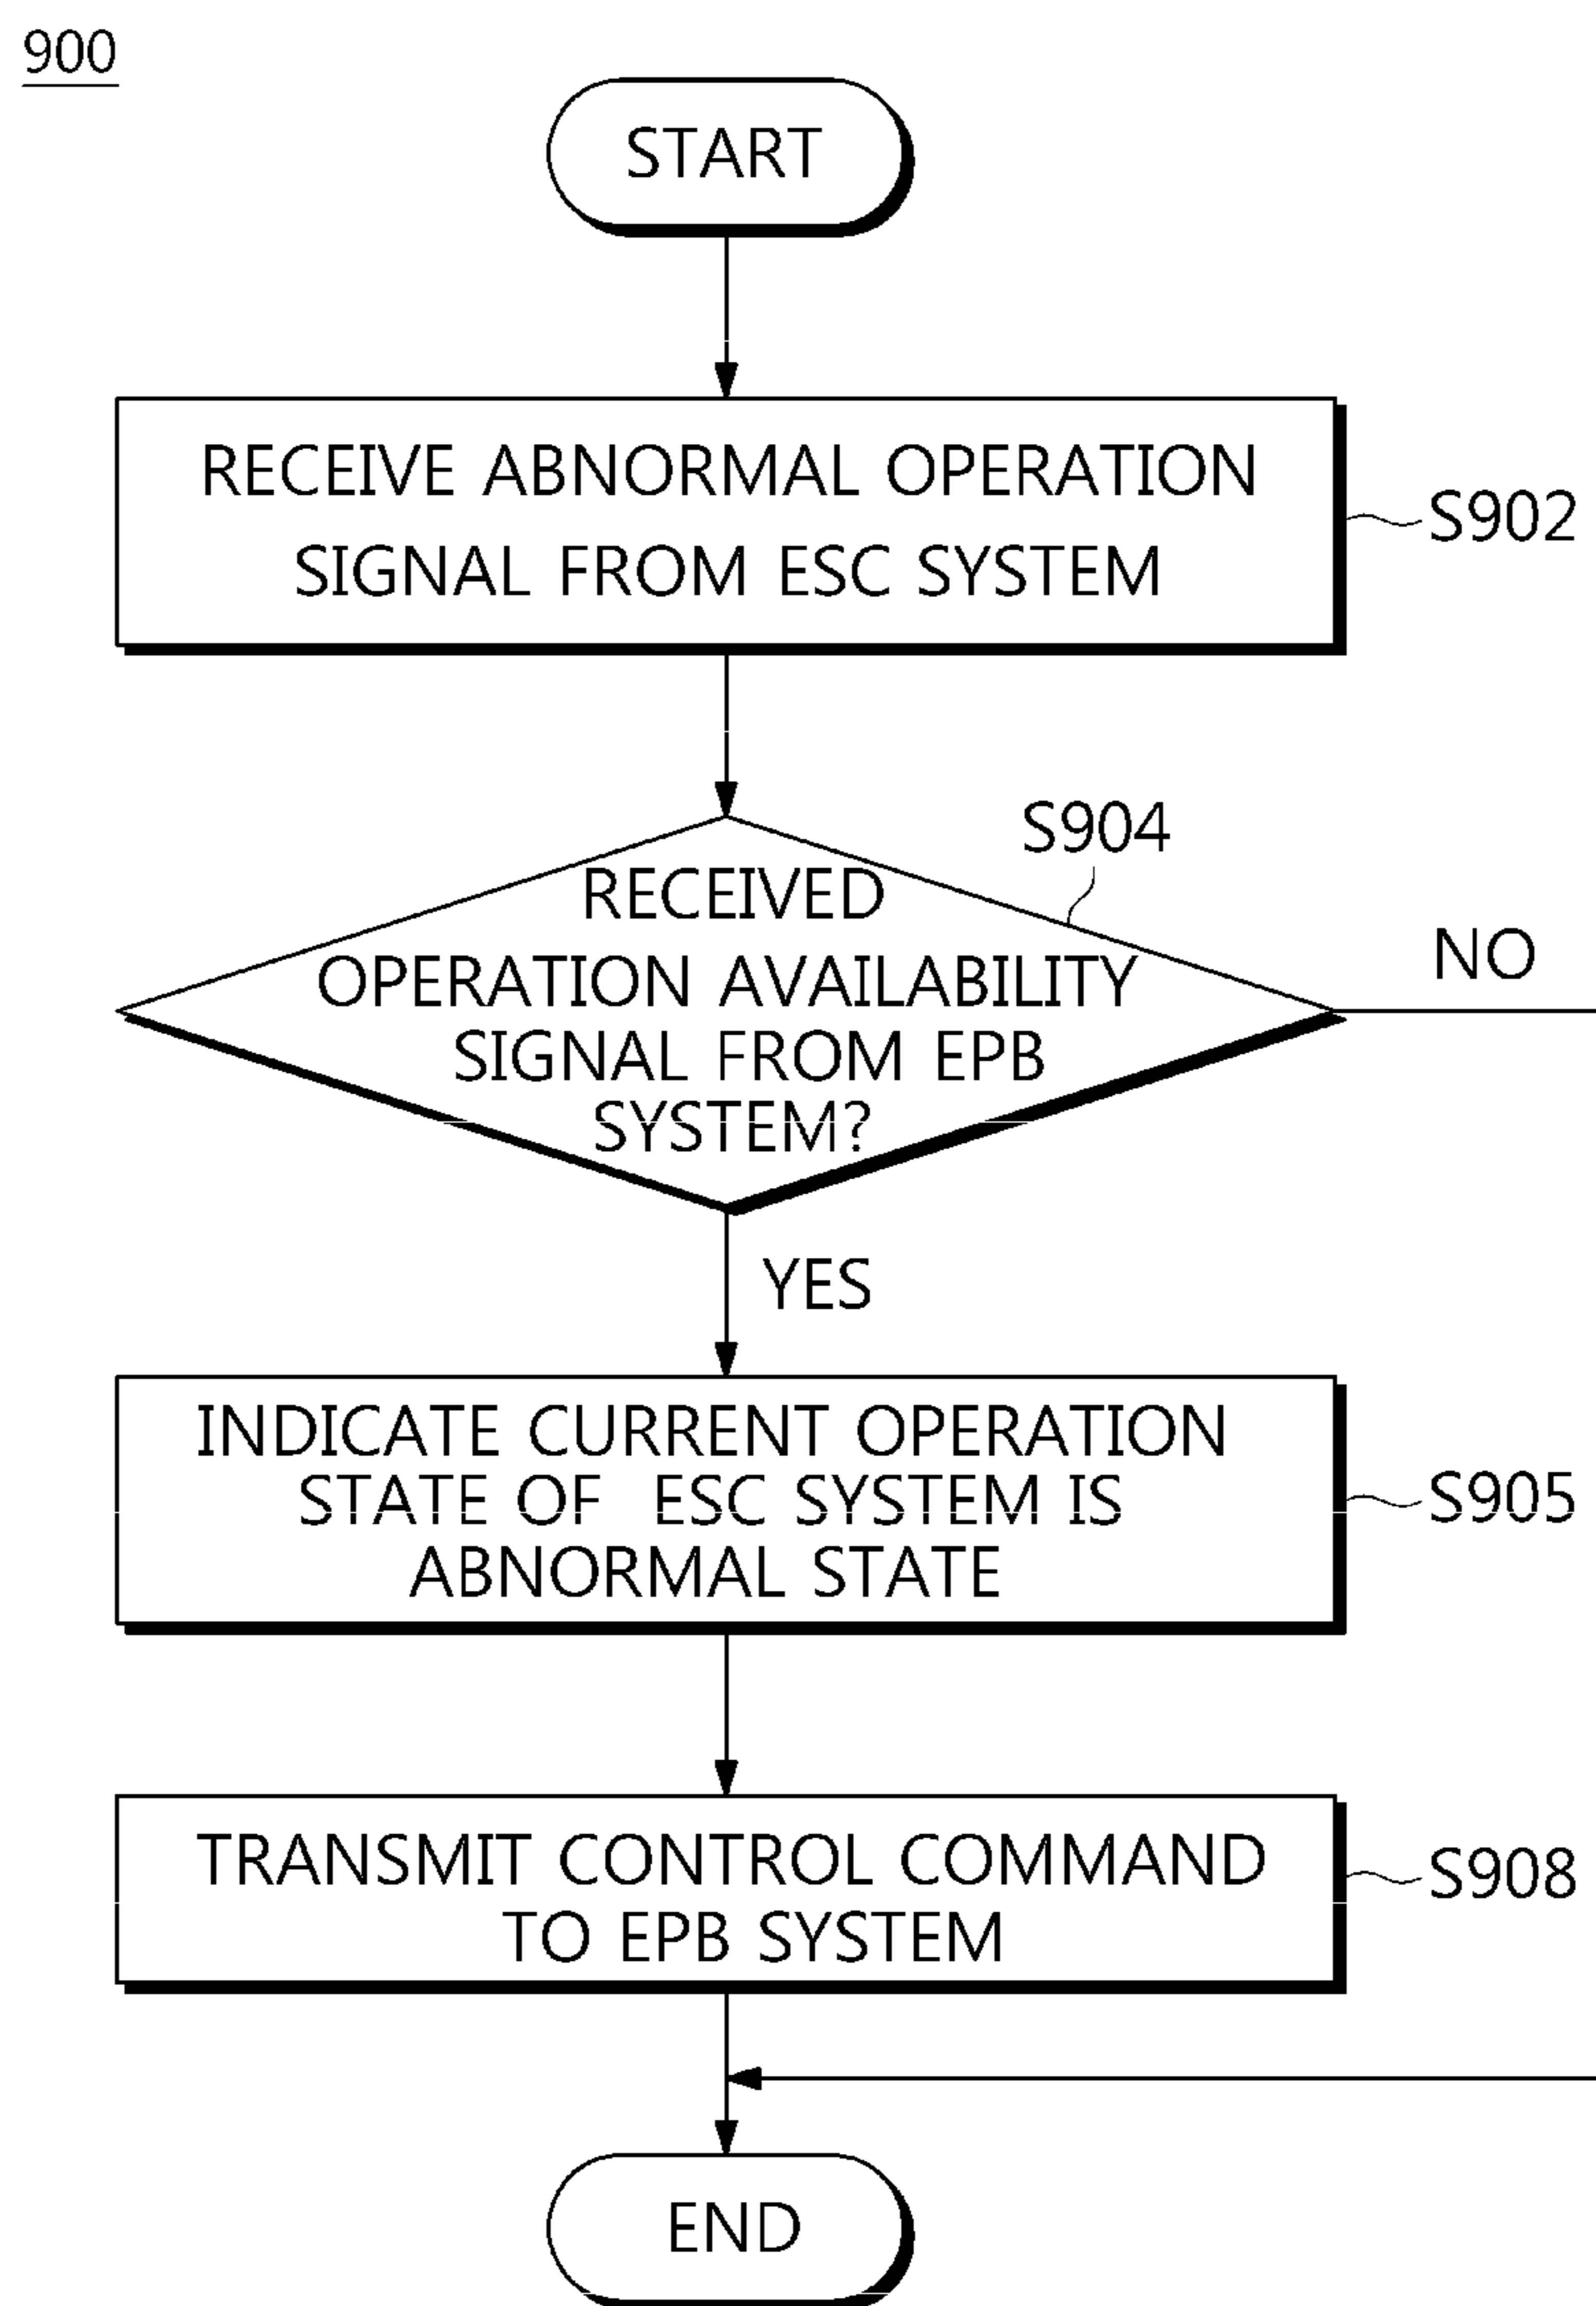 900
START
RECEIVE ABNORMAL OPERATION
SIGNAL FROM ESC SYSTEM
S902
S904
RECEIVED
OPERATION AVAILABILITY
SIGNAL FROM EPB
SYSTEM?
NO
YES
INDICATE CURRENT OPERATION
STATE OF ESC SYSTEM IS
ABNORMAL STATE
S905
TRANSMIT CONTROL COMMAND
TO EPB SYSTEM
S908
END